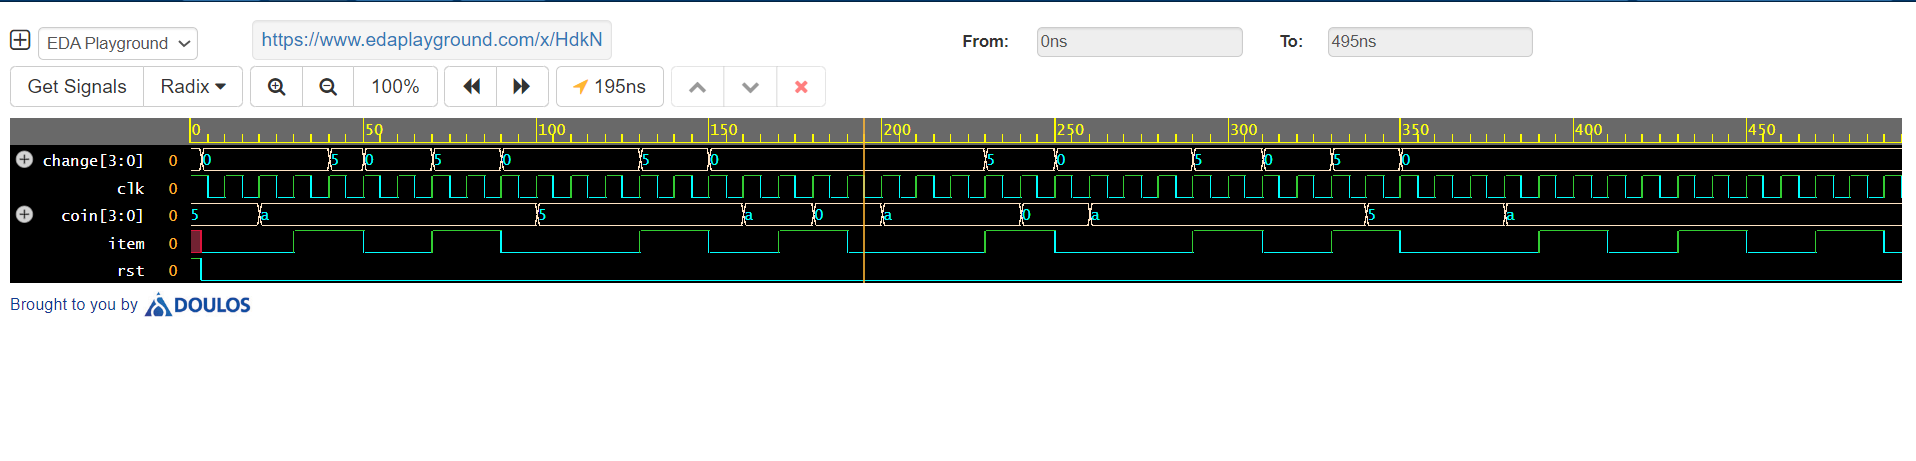 EDA Playground https://www.edaplayground.com/x/HdkN From: 0ns To: 495ns
Get Signals Radix 100% 195ns
0 50 100 150 200 250 300 350 400 450
change[3:0] 0 0 5 0 5 0 5 0 5 0 5 0 5 0
clk 0
coin[3:0] 0 5 a 5 a 0 a 0 a 5 a
item 0
rst 0
Brought to you by DOULOS